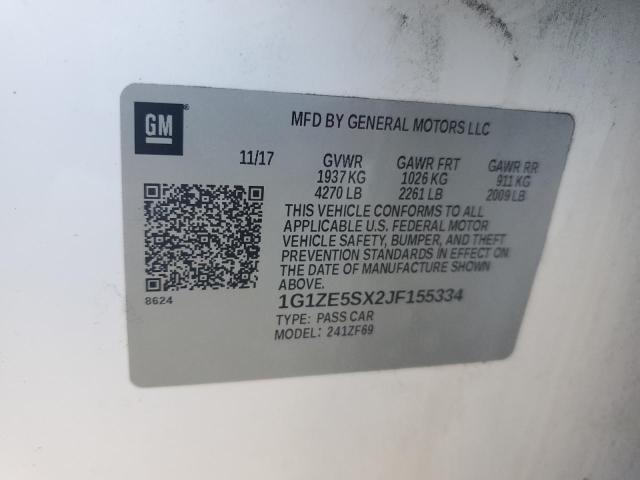 GM
®
MFD BY GENERAL MOTORS LLC
11/17 GVWR GAWR FRT GAWR RR
1937 KG 1026 KG 911 KG
4270 LB 2261 LB 2009 LB
THIS VEHICLE CONFORMS TO ALL
APPLICABLE U.S. FEDERAL MOTOR
VEHICLE SAFETY, BUMPER, AND THEFT
PREVENTION STANDARDS IN EFFECT ON
THE DATE OF MANUFACTURE SHOWN
ABOVE.
8624
1G1ZE5SX2JF155334
TYPE: PASS CAR
MODEL: 241ZF69